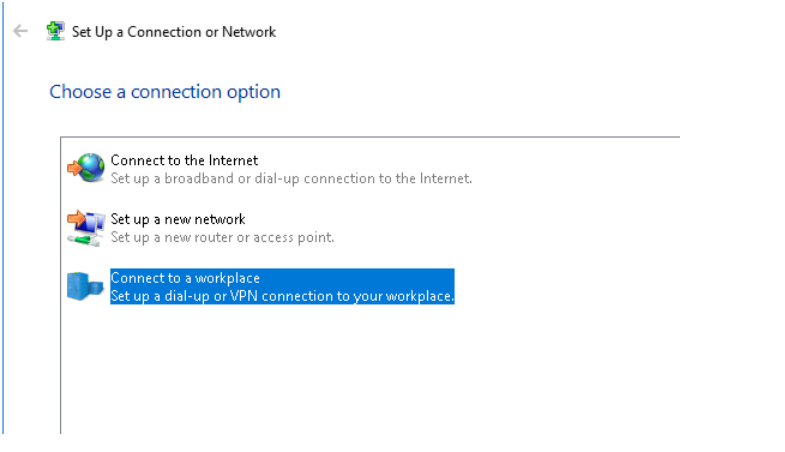 Set Up a Connection or Network
Choose a connection option
Connect to the Internet
Set up a broadband or dial-up connection to the Internet.
Set up a new network
Set up a new router or access point.
Connect to a workplace
Set up a dial-up or VPN connection to your workplace.